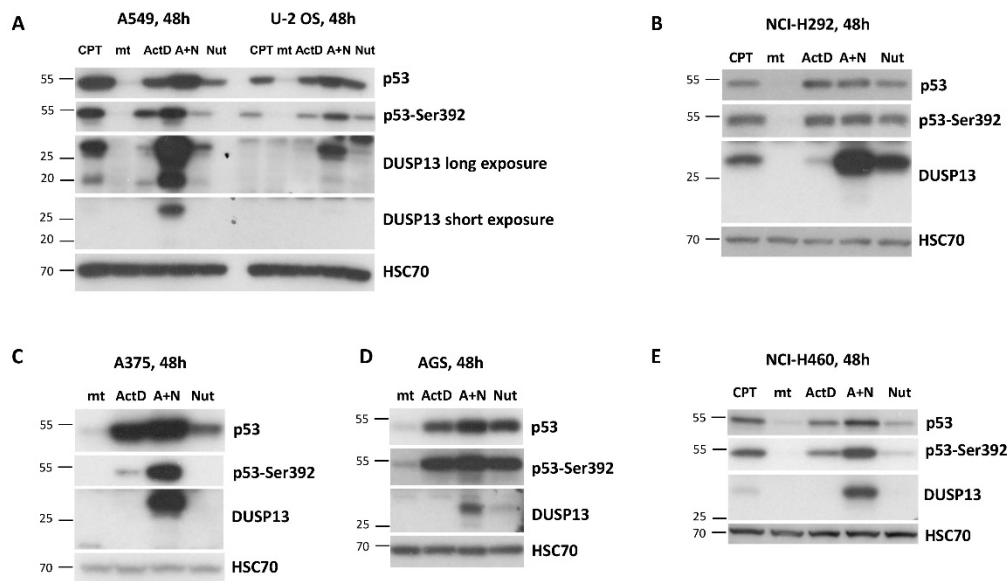 A
A549, 48h U-2 OS, 48h
CPT mt ActD A+N Nut CPT mt ActD A+N Nut
55 p53
55 p53-Ser392
25
20
DUSP13 long exposure
25
20
DUSP13 short exposure
70 HSC70
B
NCI-H292, 48h
CPT mt ActD A+N Nut
55 p53
55 p53-Ser392
25 DUSP13
70 HSC70
C
A375, 48h
mt ActD A+N Nut
55 p53
55 p53-Ser392
25 DUSP13
70 HSC70
D
AGS, 48h
mt ActD A+N Nut
55 p53
55 p53-Ser392
25 DUSP13
70 HSC70
E
NCI-H460, 48h
CPT mt ActD A+N Nut
55 p53
55 p53-Ser392
DUSP13
25
70 HSC70